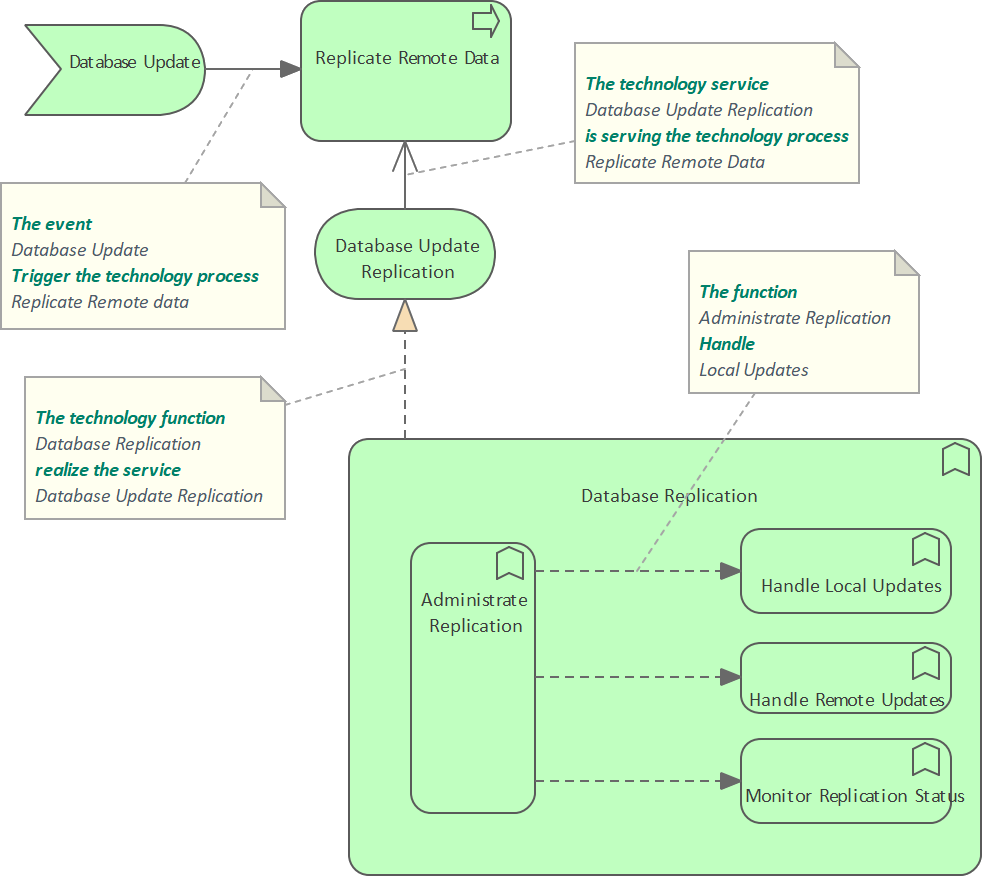 Database Update
Replicate Remote Data
The technology service
Database Update Replication
is serving the technology process
Replicate Remote Data
The event
Database Update
Trigger the technology process
Replicate Remote data
Database Update
Replication
The function
Administrate Replication
Handle
Local Updates
The technology function
Database Replication
realize the service
Database Update Replication
Database Replication
Administrate
Replication
Handle Local Updates
Handle Remote Updates
Monitor Replication Status